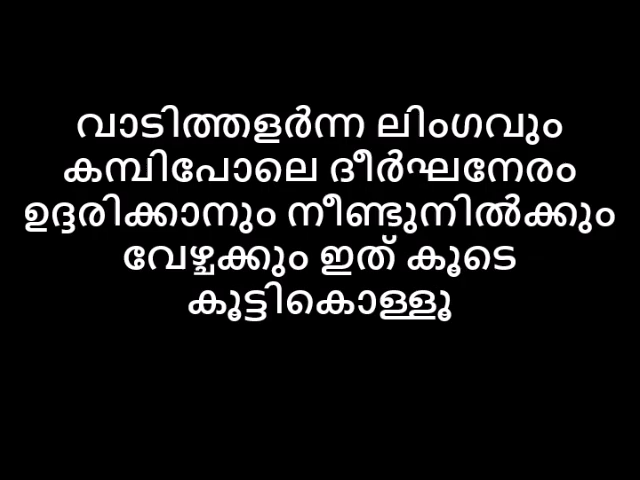 വാടിത്തളർന്ന ലിംഗവും
കമ്പിപോലെ ദീർഘനേരം
ഉദ്ദരിക്കാനും നീണ്ടുനിൽക്കും
വേഴ്ചക്കും ഇത് കൂടെ
കൂട്ടികൊള്ളൂ